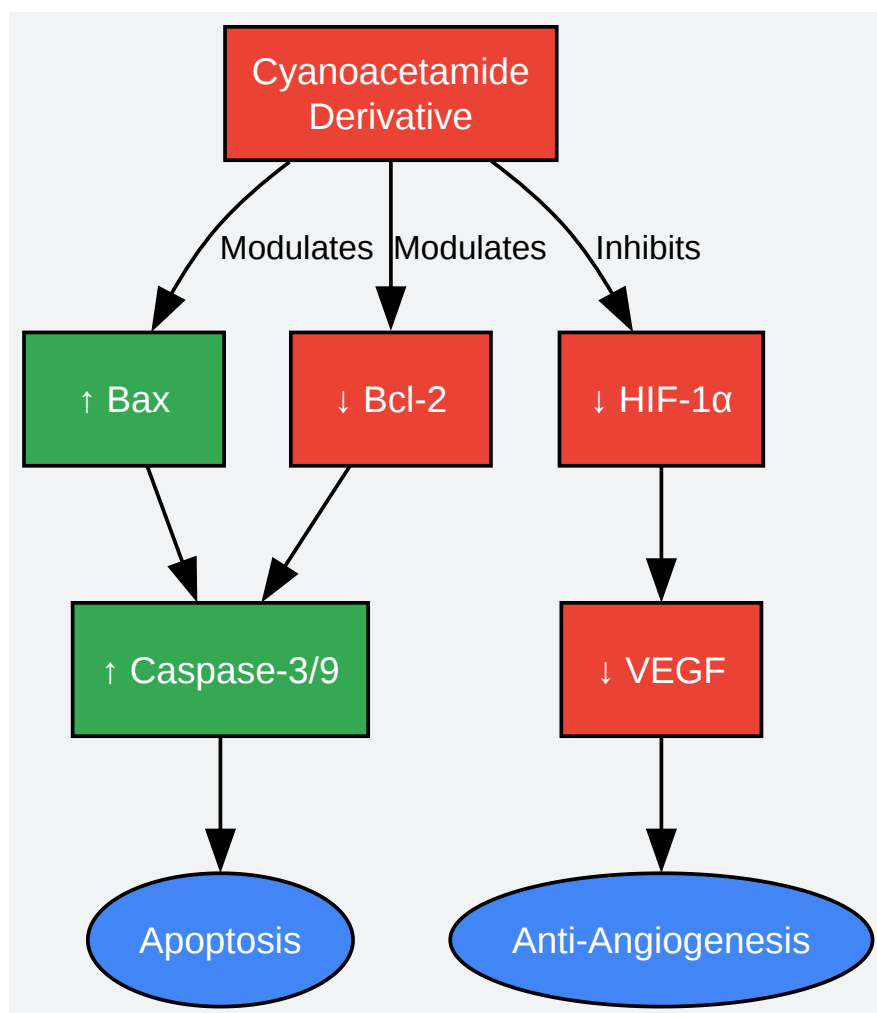 Cyanoacetamide
Derivative
Modulates
Modulates
Inhibits
↑ Bax
↓ Bcl-2
↓ HIF-1α
↑ Caspase-3/9
↓ VEGF
Apoptosis
Anti-Angiogenesis